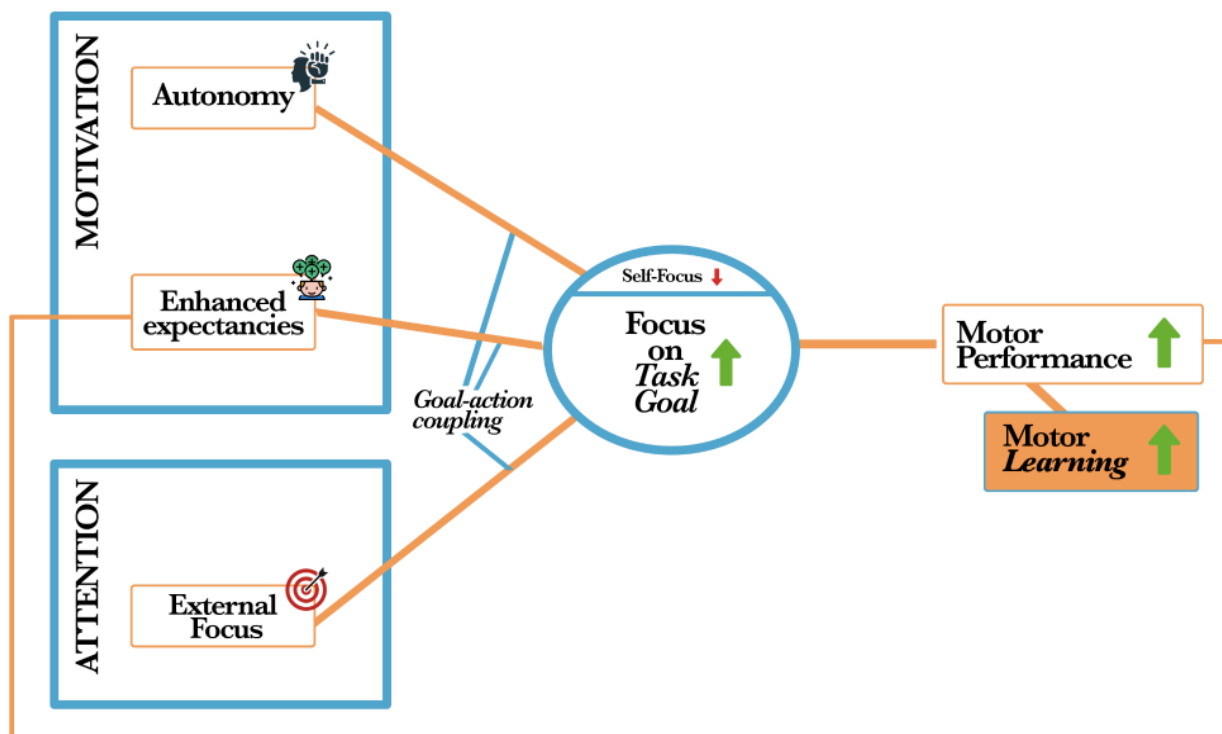 MOTIVATION
Autonomy
Enhanced
expectancies
Goal-action
coupling
Self-Focus
Focus
on
Task
Goal
Motor
Performance
Motor
Learning
ATTENTION
External
Focus